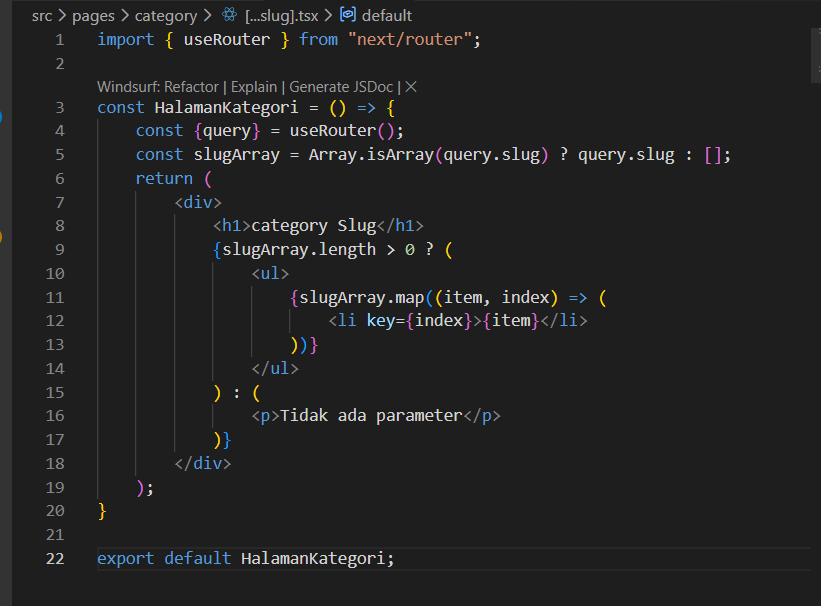 src > pages > category > [...slug].tsx > default
1 import { useRouter } from "next/router";
2
Windsurf: Refactor | Explain | Generate JSDoc | ×
3 const HalamanKategori = () => {
4     const {query} = useRouter();
5     const slugArray = Array.isArray(query.slug) ? query.slug : [];
6     return (
7         <div>
8             <h1>category Slug</h1>
9             {slugArray.length > 0 ? (
10                 <ul>
11                     {slugArray.map((item, index) => (
12                         <li key={index}>{item}</li>
13                     ))}
14                 </ul>
15             ) : (
16                 <p>Tidak ada parameter</p>
17             )}
18         </div>
19     );
20 }
21
22 export default HalamanKategori;